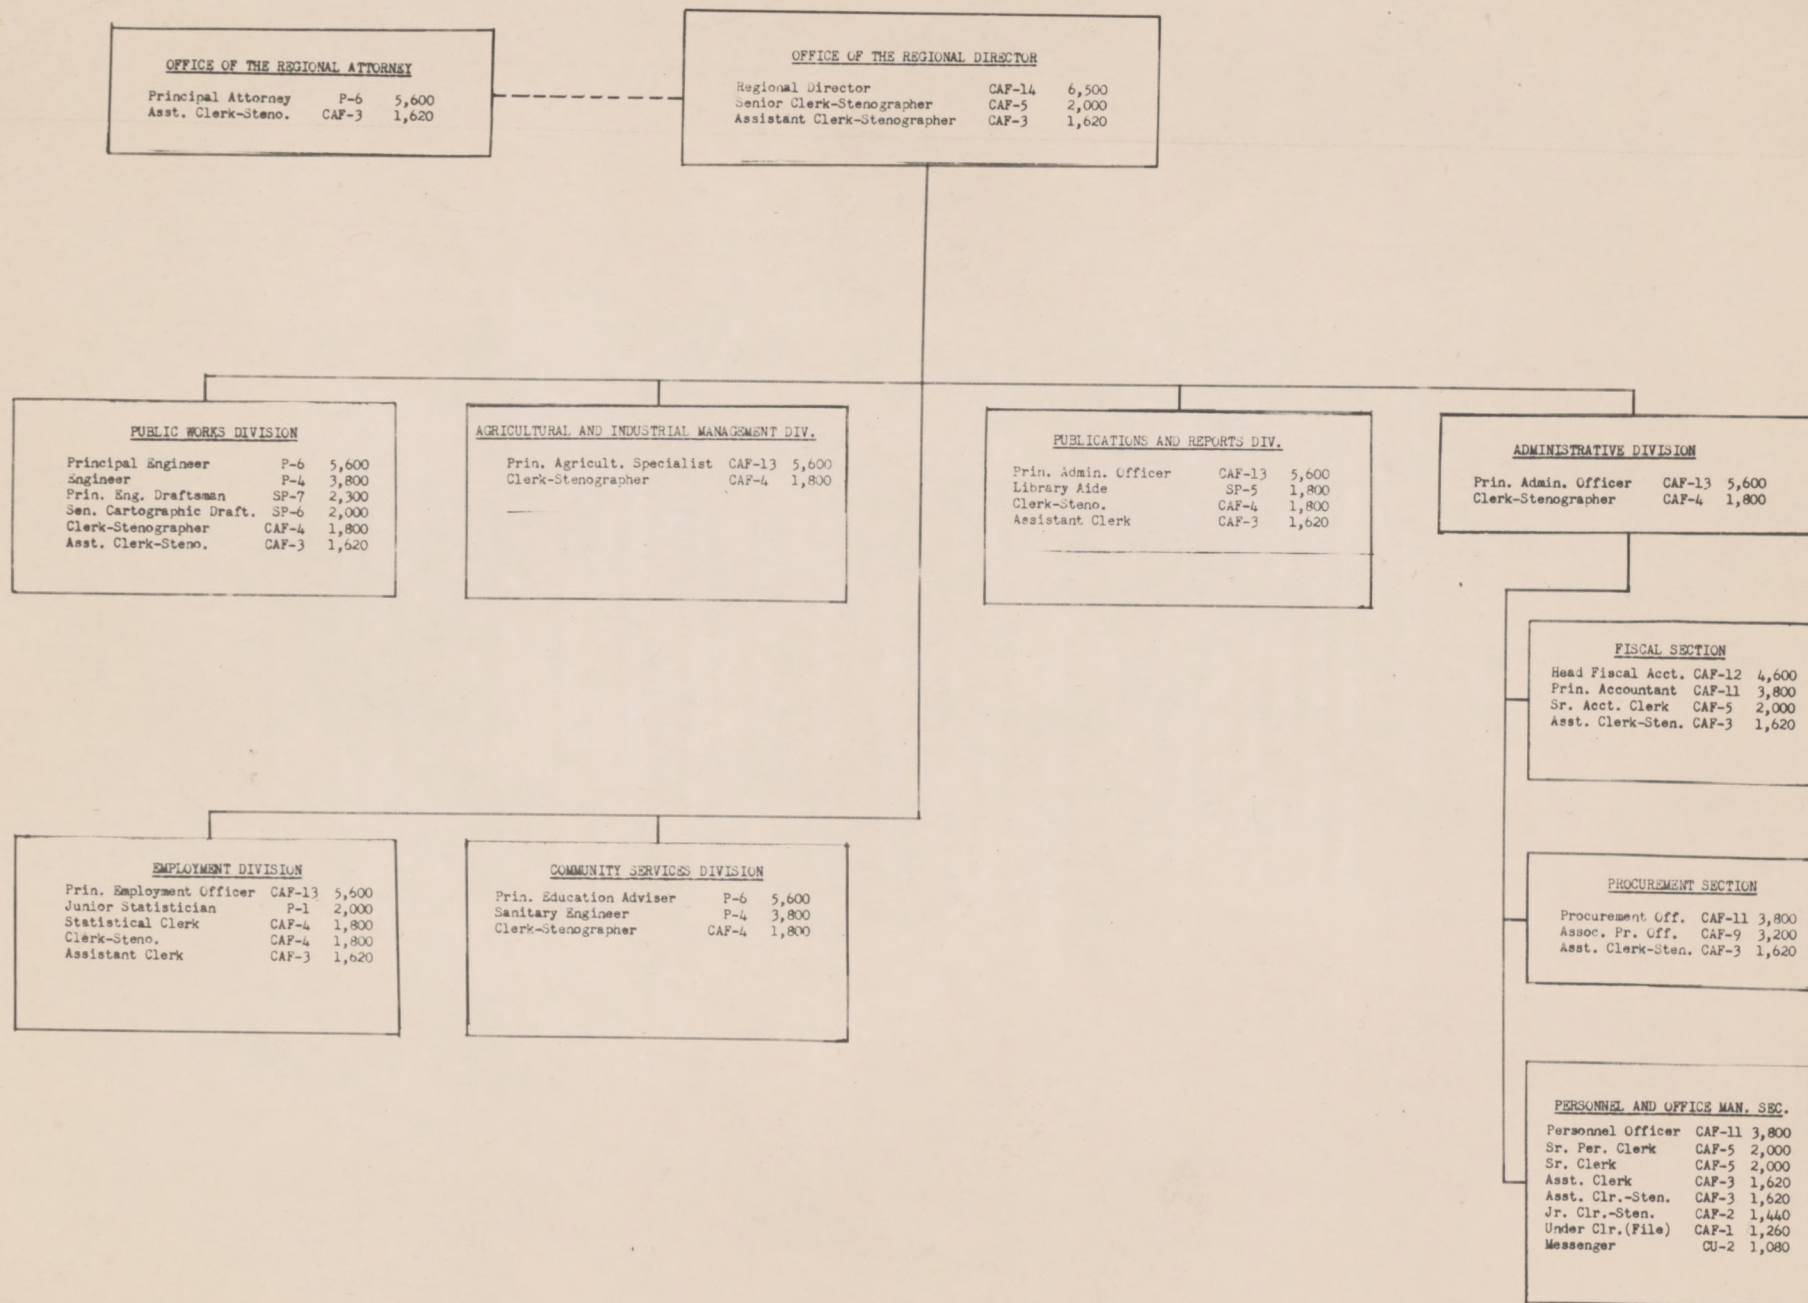 OFFICE OF THE REGIONAL ATTORNEY
Principal Attorney P-6 5,600
Asst. Clerk-Steno. CAF-3 1,620
OFFICE OF THE REGIONAL DIRECTOR
Regional Director CAF-14 6,500
Senior Clerk-Stenographer CAF-5 2,000
Assistant Clerk-Stenographer CAF-3 1,620
PUBLIC WORKS DIVISION
Principal Engineer P-6 5,600
Engineer P-4 3,800
Prin. Eng. Draftsman SP-7 2,300
Sen. Cartographic Draft. SP-6 2,000
Clerk-Stenographer CAF-4 1,800
Asst. Clerk-Steno. CAF-3 1,620
AGRICULTURAL AND INDUSTRIAL MANAGEMENT DIV.
Prin. Agricult. Specialist CAF-13 5,600
Clerk-Stenographer CAF-4 1,800
PUBLICATIONS AND REPORTS DIV.
Prin. Admin. Officer CAF-13 5,600
Library Aide SP-5 1,800
Clerk-Steno. CAF-4 1,800
Assistant Clerk CAF-3 1,620
ADMINISTRATIVE DIVISION
Prin. Admin. Officer CAF-13 5,600
Clerk-Stenographer CAF-4 1,800
FISCAL SECTION
Head Fiscal Acct. CAF-12 4,600
Prin. Accountant CAF-11 3,800
Sr. Acct. Clerk CAF-5 2,000
Asst. Clerk-Sten. CAF-3 1,620
EMPLOYMENT DIVISION
Prin. Employment Officer CAF-13 5,600
Junior Statistician P-1 2,000
Statistical Clerk CAF-4 1,800
Clerk-Steno. CAF-4 1,800
Assistant Clerk CAF-3 1,620
COMMUNITY SERVICES DIVISION
Prin. Education Adviser P-6 5,600
Sanitary Engineer P-4 3,800
Clerk-Stenographer CAF-4 1,800
PROCUREMENT SECTION
Procurement Off. CAF-11 3,800
Assoc. Pr. Off. CAF-9 3,200
Asst. Clerk-Sten. CAF-3 1,620
PERSONNEL AND OFFICE MAN. SEC.
Personnel Officer CAF-11 3,800
Sr. Per. Clerk CAF-5 2,000
Sr. Clerk CAF-5 2,000
Asst. Clerk CAF-3 1,620
Asst. Clr.-Sten. CAF-3 1,620
Jr. Clr.-Sten. CAF-2 1,440
Under Clr.(File) CAF-1 1,260
Messenger CU-2 1,080